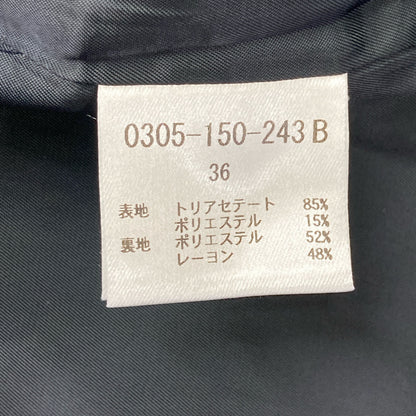 0305-150-243 B
36
表地 トリアセテート 85%
ポリエステル 15%
裏地 ポリエステル 52%
レーヨン 48%